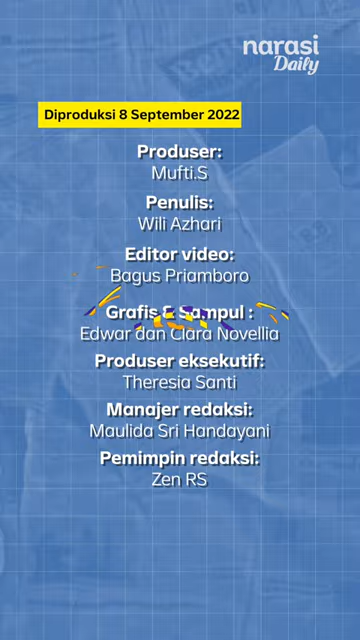 narasi
Daily
Diproduksi 8 September 2022
Produser:
Mufti.S
Penulis:
Wili Azhari
Editor video:
Bagus Priamboro
Grafis & Sampul :
Edwar dan Clara Novellia
Produser eksekutif:
Theresia Santi
Manajer redaksi:
Maulida Sri Handayani
Pemimpin redaksi:
Zen RS